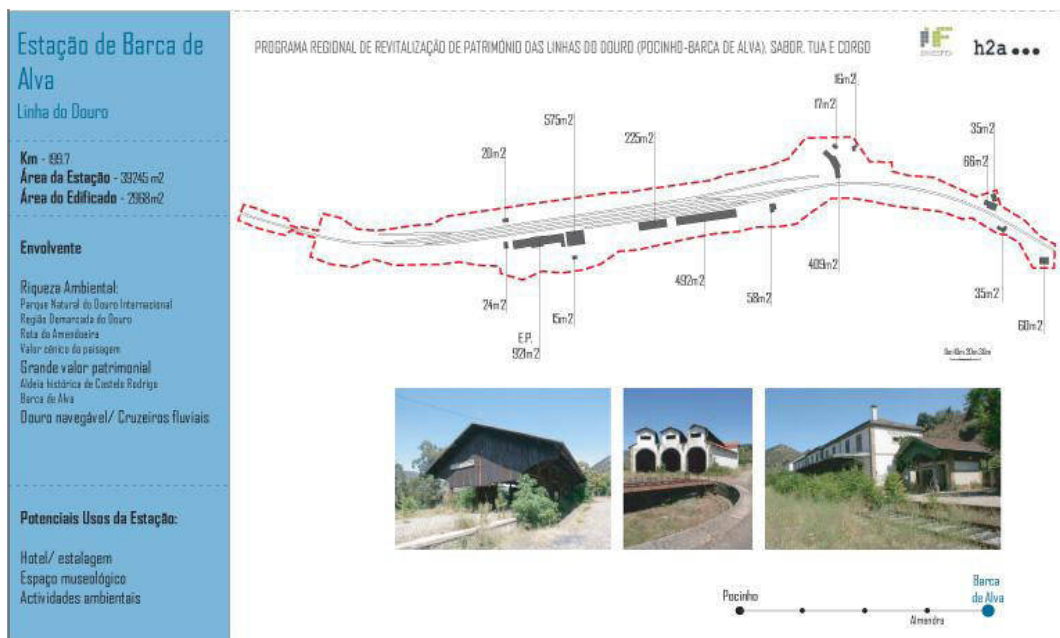 Estação de Barca de
Alva
Linha do Douro
Km - 199.7
Área da Estação - 39245 m2
Área do Edificado - 2968m2
Envolvente
Riqueza Ambiental:
Parque Natural do Douro Internacional
Região Demarcada do Douro
Rota da Amendoeira
Valor cénico da paisagem
Grande valor patrimonial
Aldeia histórica de Castelo Rodrigo
Barca de Alva
Douro navegável/ Cruzeiros fluviais
Potenciais Usos da Estação:
Hotel/ estalagem
Espaço museológico
Actividades ambientais
PROGRAMA REGIONAL DE REVITALIZAÇÃO DE PATRIMÓNIO DAS LINHAS DO DOURO (POCINHO-BARCA DE ALVA), SABOR, TUA E CORGO
h2a
16m2
17m2
575m2
35m2
225m2
20m2
66m2
409m2
492m2
58m2
35m2
24m2
15m2
60m2
E.P.
921m2
Barca
de Alva
Pocinho
Almendra